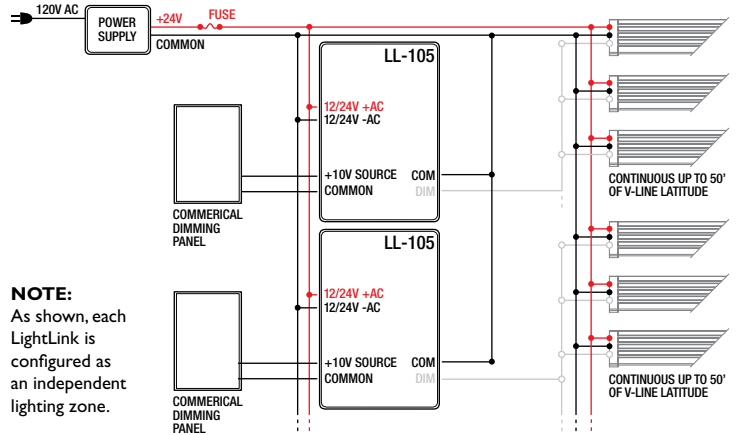 120V AC
POWER
SUPPLY
+24V
FUSE
COMMON
LL-105
12/24V +AC
12/24V -AC
+10V SOURCE
COM
COMMON
DIM
COMMERICAL
DIMMING
PANEL
CONTINUOUS UP TO 50'
OF V-LINE LATITUDE
LL-105
12/24V +AC
12/24V -AC
+10V SOURCE
COM
COMMON
DIM
COMMERICAL
DIMMING
PANEL
CONTINUOUS UP TO 50'
OF V-LINE LATITUDE
NOTE:
As shown, each
LightLink is
configured as
an independent
lighting zone.